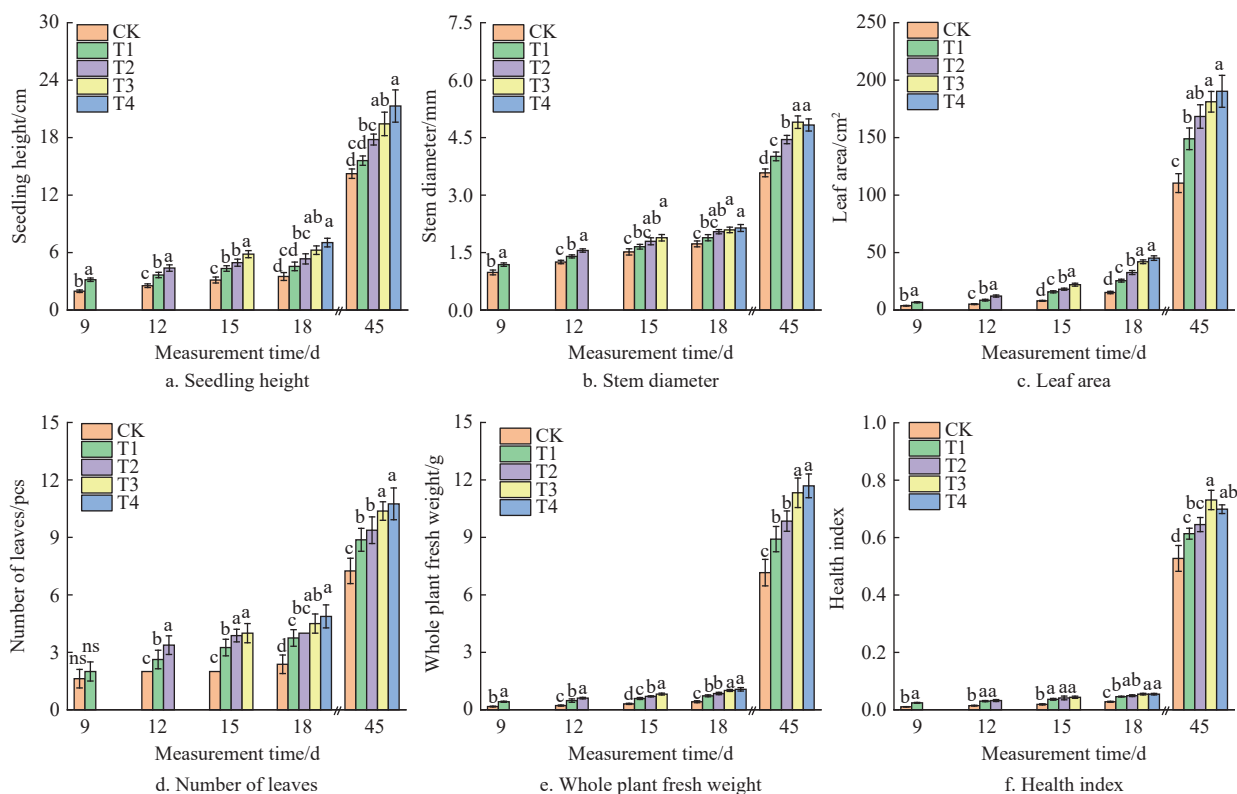 30
24
18
12
6
0
Seedling height/cm
CK
T1
T2
T3
T4
b a
c b a
c b b a
d cd bc ab a
d cd bc ab a
9 12 15 18 45
Measurement time/d
a. Seedling height
7.5
6.0
4.5
3.0
1.5
0.0
Stem diameter/mm
CK
T1
T2
T3
T4
b a
c b a
c bc ab a
c bc ab a a
d c b a a
9 12 15 18 45
Measurement time/d
b. Stem diameter
250
200
150
100
50
0
Leaf area/cm²
CK
T1
T2
T3
T4
b a
c b a
d c b a
d c b a a
c b ab a a
9 12 15 18 45
Measurement time/d
c. Leaf area
15
12
9
6
3
0
Number of leaves/pcs
CK
T1
T2
T3
T4
ns ns
c b a
c b a a
d c bc ab a
c b b a a
9 12 15 18 45
Measurement time/d
d. Number of leaves
15
12
9
6
3
0
Whole plant fresh weight/g
CK
T1
T2
T3
T4
b a
c b a
d c b a
c b b a a
c b b a a
9 12 15 18 45
Measurement time/d
e. Whole plant fresh weight
1.0
0.8
0.6
0.4
0.2
0.0
Health index
CK
T1
T2
T3
T4
b a
b a a
b a a a
c b ab a a
d c bc a ab
9 12 15 18 45
Measurement time/d
f. Health index